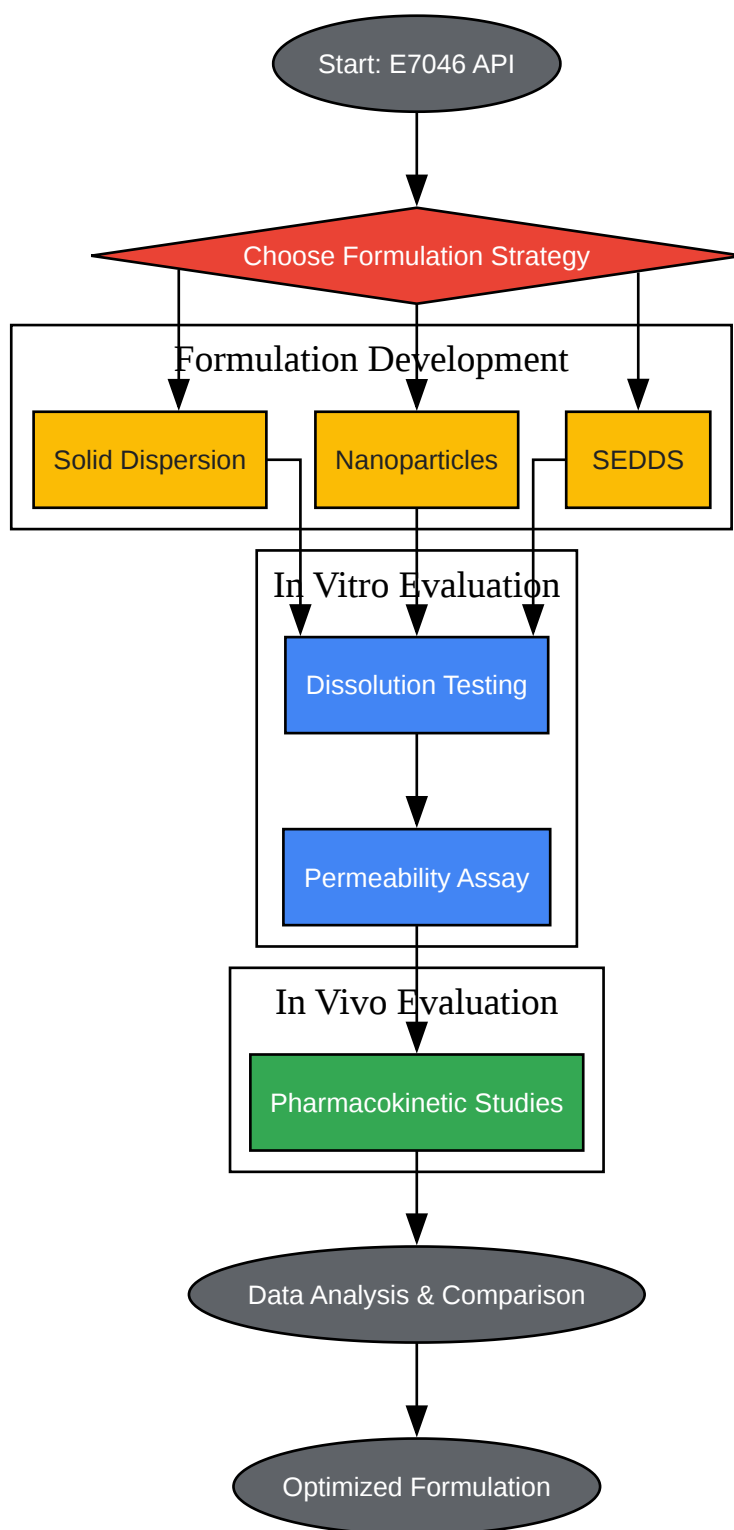 Start: E7046 API
Choose Formulation Strategy
Formulation Development
Solid Dispersion
Nanoparticles
SEDDS
In Vitro Evaluation
Dissolution Testing
Permeability Assay
In Vivo Evaluation
Pharmacokinetic Studies
Data Analysis & Comparison
Optimized Formulation